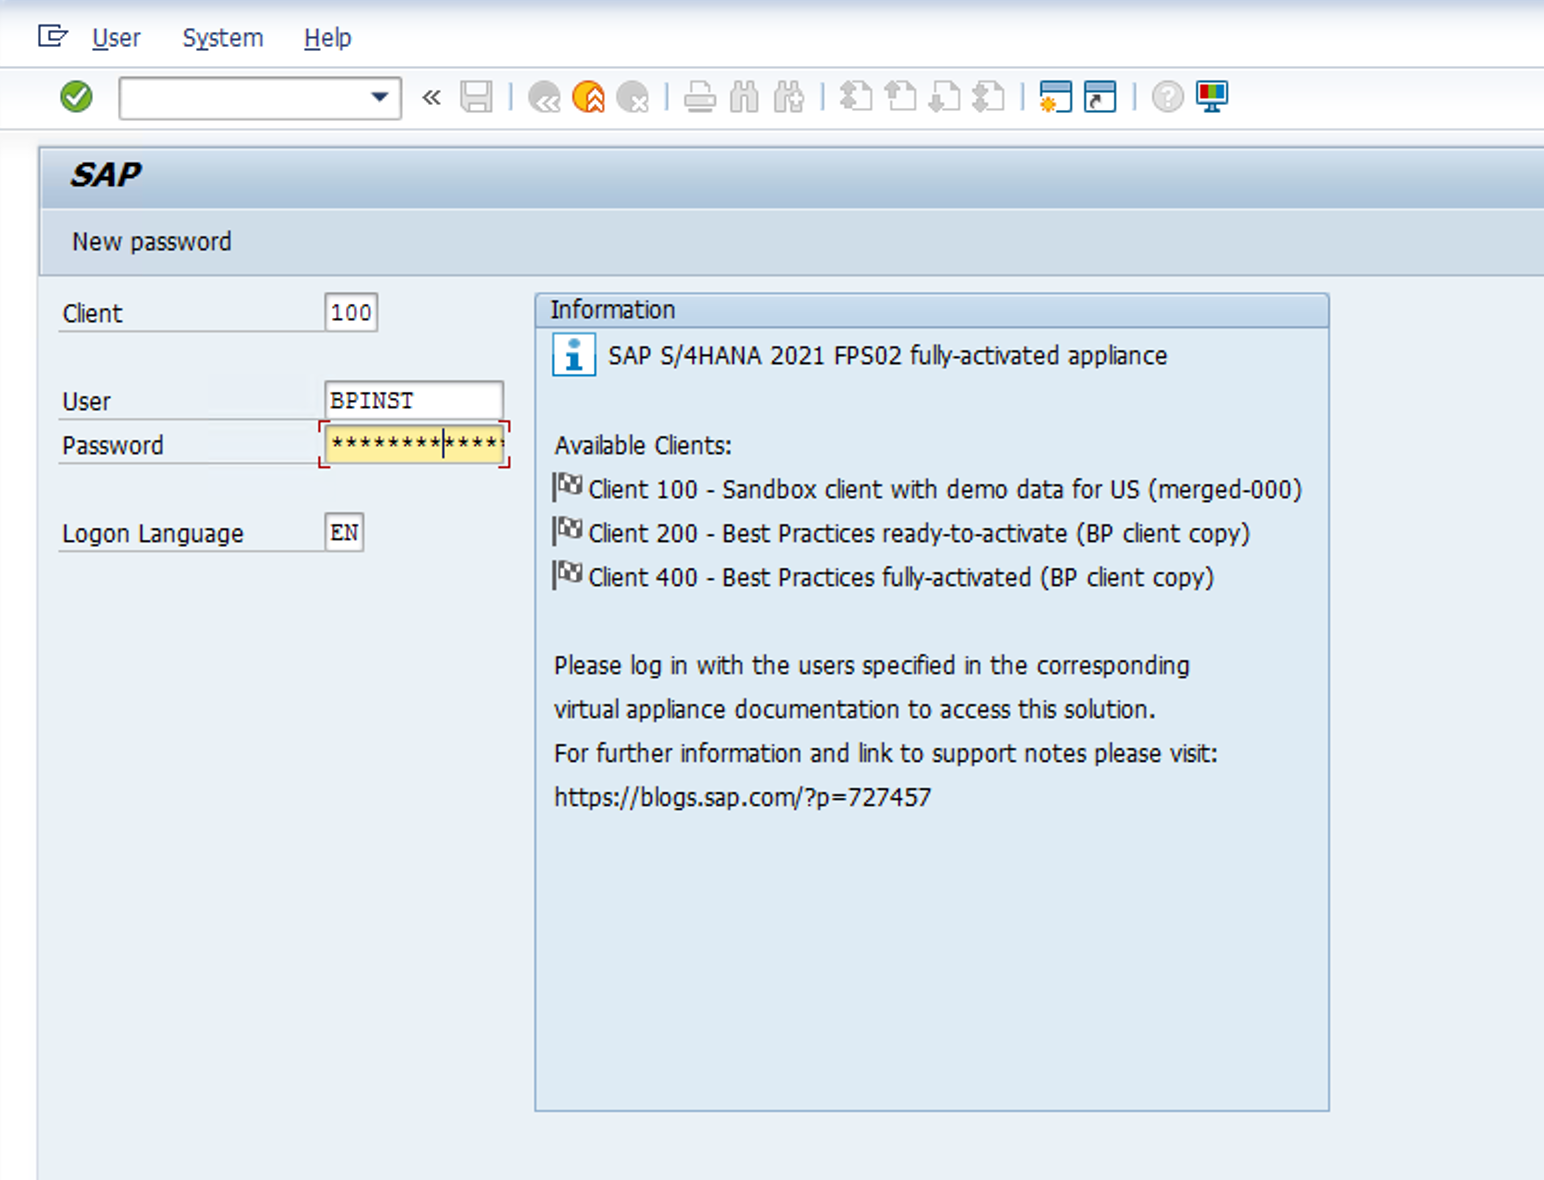 User System Help
SAP
New password
Client 100
User BPINST
Password ************
Logon Language EN
Information
SAP S/4HANA 2021 FPS02 fully-activated appliance
Available Clients:
Client 100 - Sandbox client with demo data for US (merged-000)
Client 200 - Best Practices ready-to-activate (BP client copy)
Client 400 - Best Practices fully-activated (BP client copy)
Please log in with the users specified in the corresponding
virtual appliance documentation to access this solution.
For further information and link to support notes please visit:
https://blogs.sap.com/?p=727457